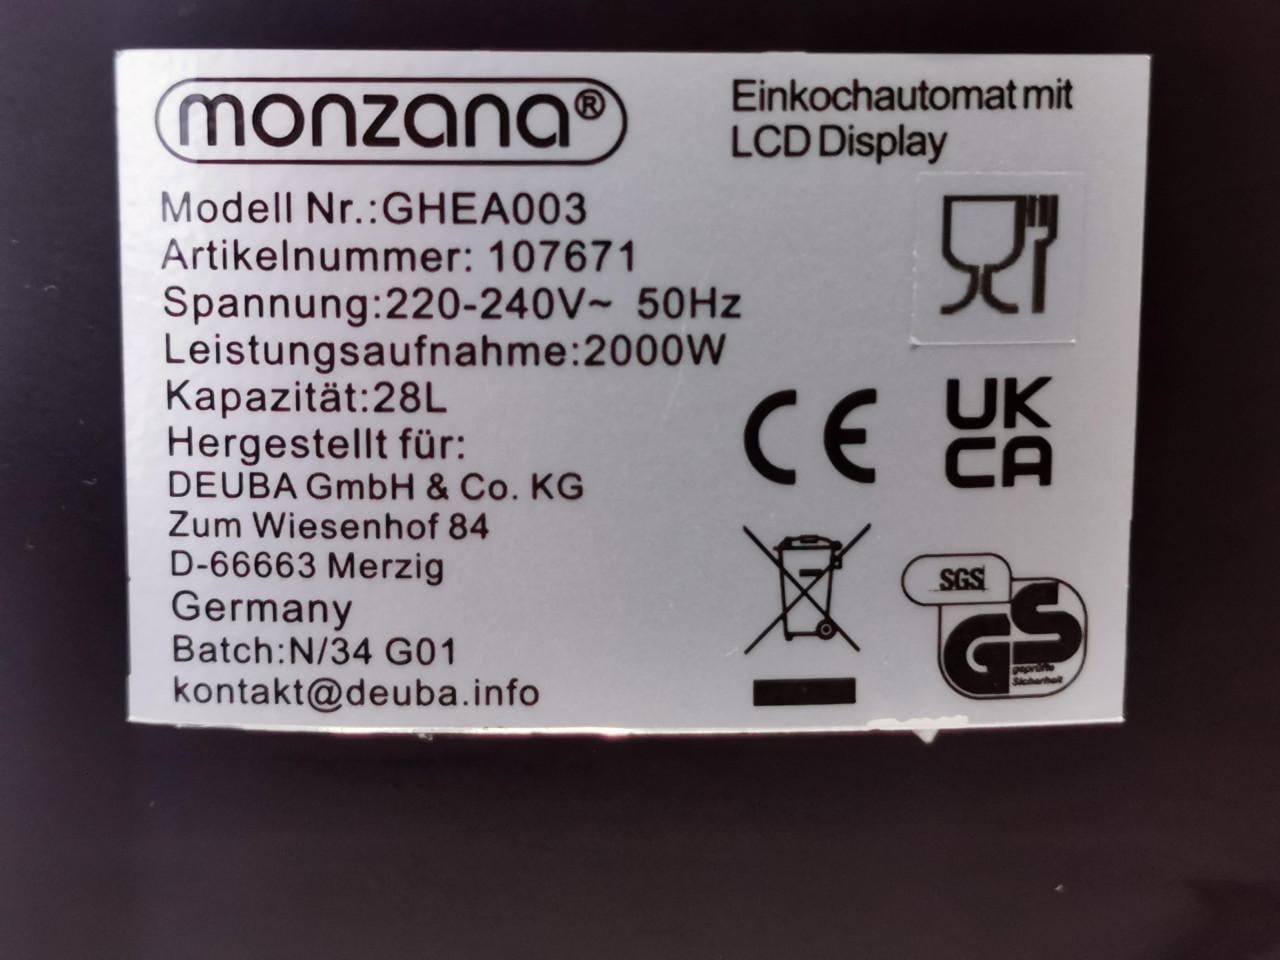 monzana®
Einkochautomat mit
LCD Display
Modell Nr.:GHEA003
Artikelnummer: 107671
Spannung:220-240V~ 50Hz
Leistungsaufnahme:2000W
Kapazität:28L
Hergestellt für:
DEUBA GmbH & Co. KG
Zum Wiesenhof 84
D-66663 Merzig
Germany
Batch:N/34 G01
kontakt@deuba.info
CE
UK
CA
SGS
GS
geprüfte
Sicherheit